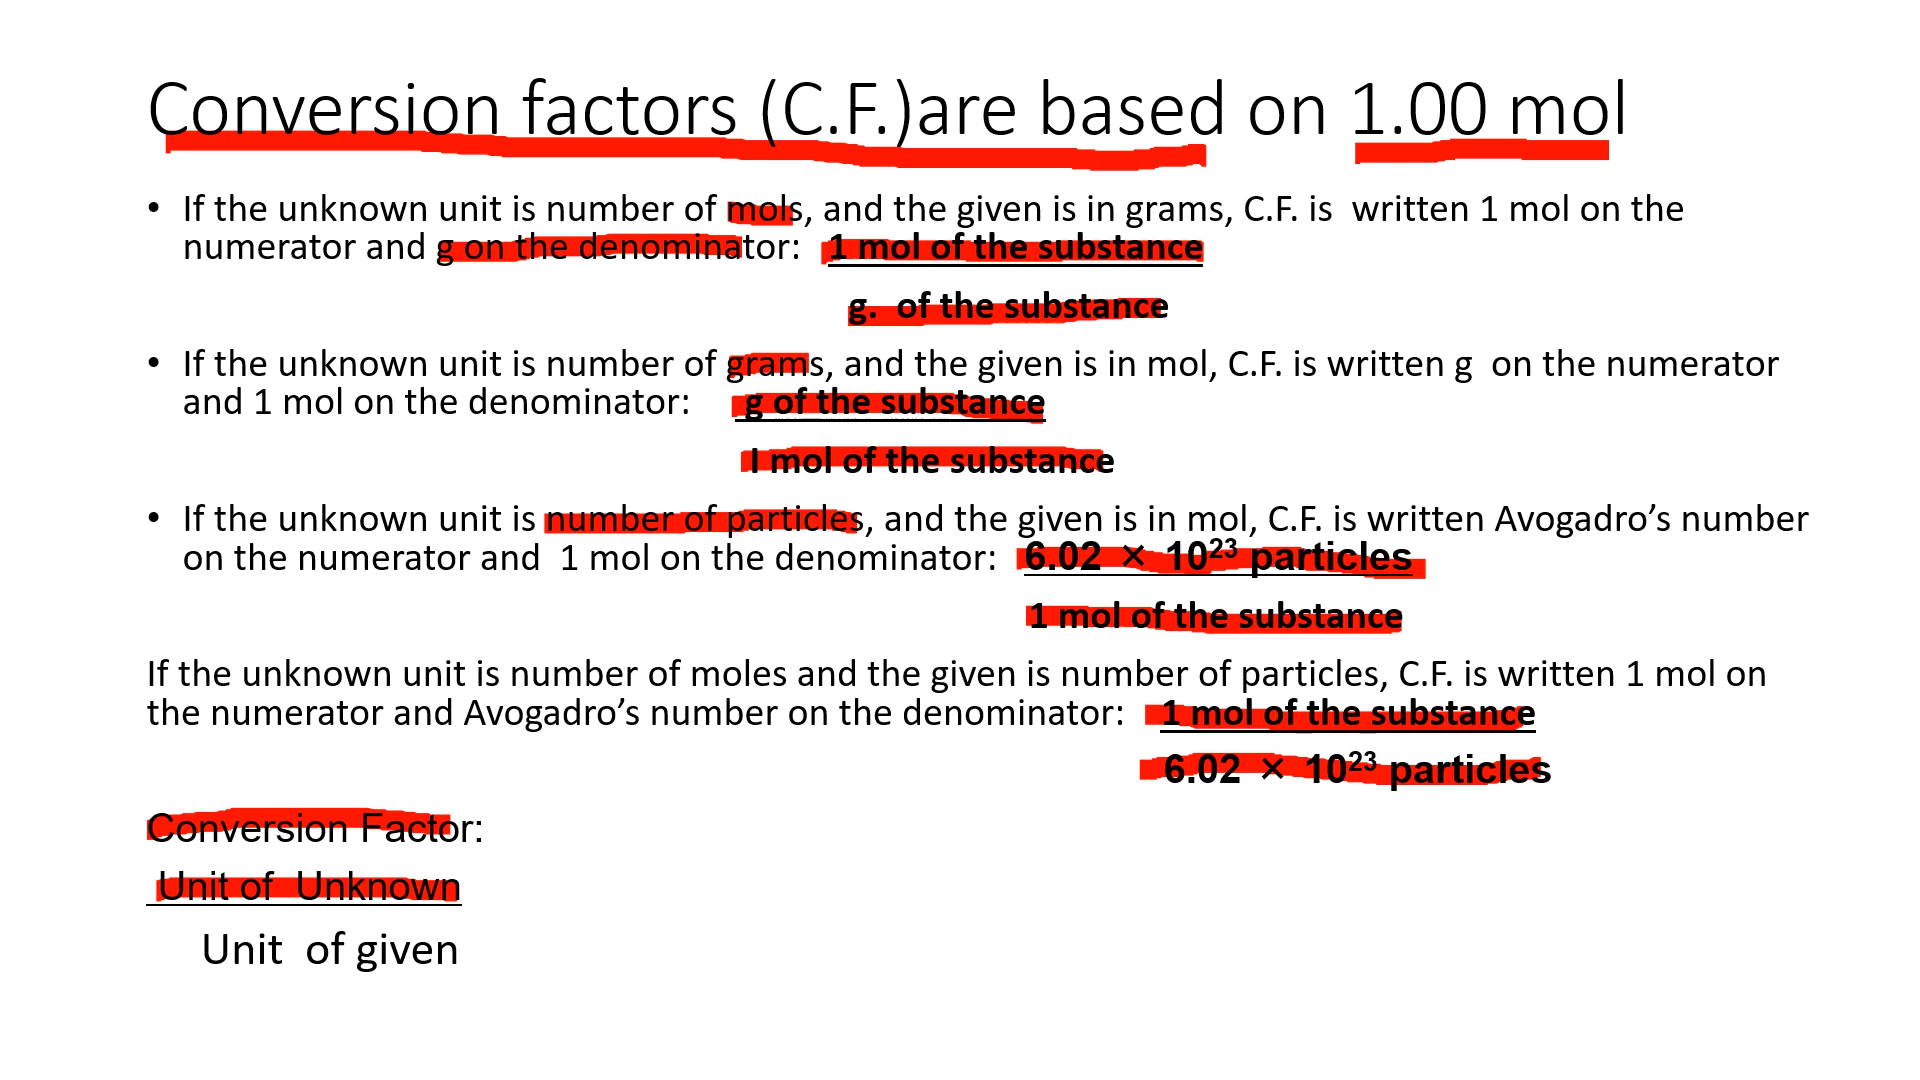 Conversion factors (C.F.)are based on 1.00 mol
• If the unknown unit is number of mols, and the given is in grams, C.F. is  written 1 mol on the
numerator and g on the denominator:  1 mol of the substance
g.  of the substance
• If the unknown unit is number of grams, and the given is in mol, C.F. is written g  on the numerator
and 1 mol on the denominator:  g of the substance
I mol of the substance
• If the unknown unit is number of particles, and the given is in mol, C.F. is written Avogadro’s number
on the numerator and  1 mol on the denominator:  6.02 × 10²³ particles
1 mol of the substance
If the unknown unit is number of moles and the given is number of particles, C.F. is written 1 mol on
the numerator and Avogadro’s number on the denominator:  1 mol of the substance
6.02 × 10²³ particles
Conversion Factor:
Unit of  Unknown
Unit  of given